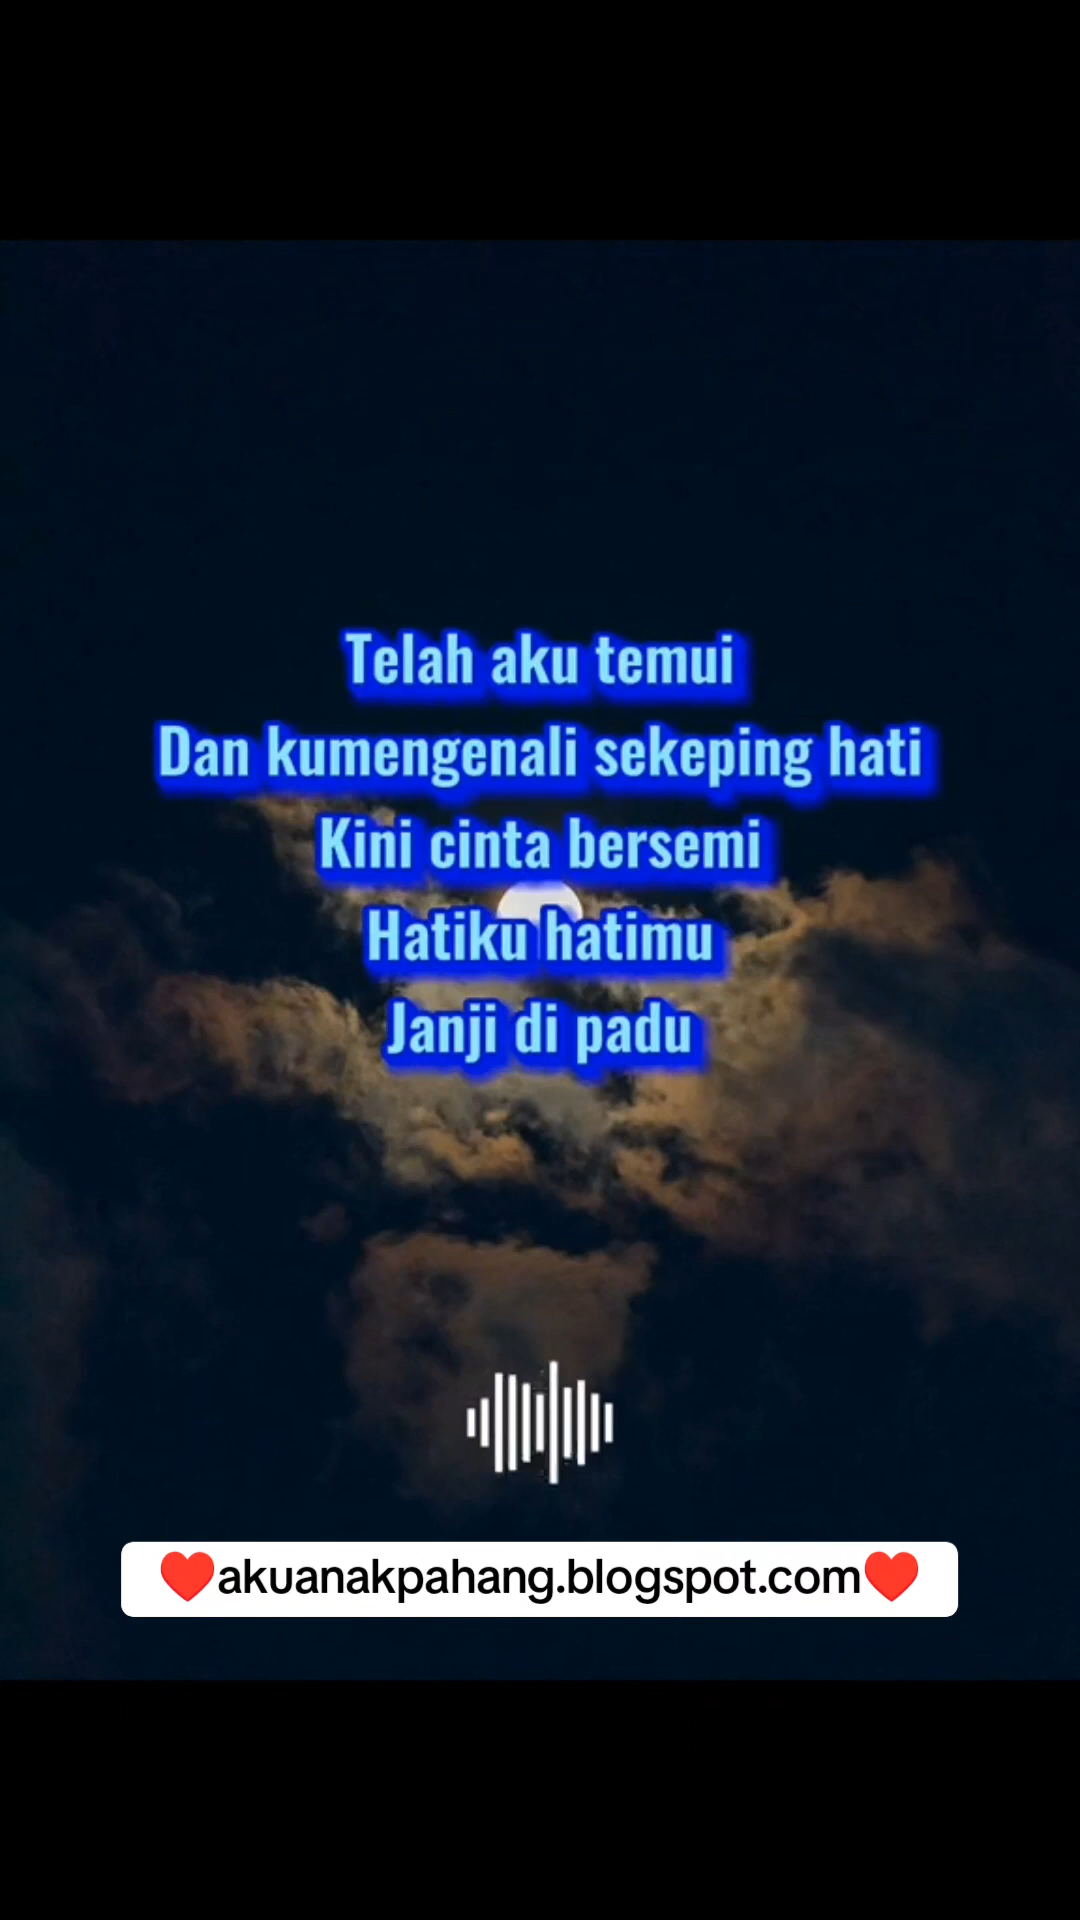 Telah aku temui
Dan kumengenali sekeping hati
Kini cinta bersemi
Hatiku hatimu
Janji di padu
❤️akuanakpahang.blogspot.com❤️